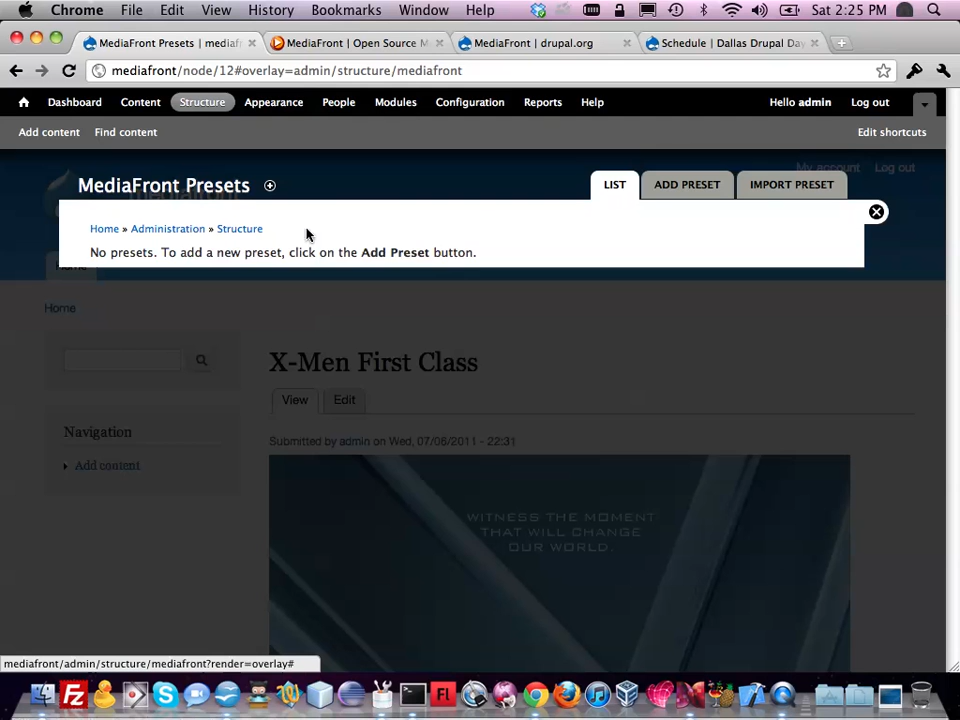 Chrome File Edit View History Bookmarks Window Help Sat 2:25 PM
MediaFront Presets | mediaf MediaFront | Open Source M MediaFront | drupal.org Schedule | Dallas Drupal Day
mediafront/node/12#overlay=admin/structure/mediafront
Dashboard Content Structure Appearance People Modules Configuration Reports Help Hello admin Log out
Add content Find content Edit shortcuts
My account Log out
MediaFront Presets LIST ADD PRESET IMPORT PRESET
Home » Administration » Structure
No presets. To add a new preset, click on the Add Preset button.
Home
X-Men First Class
View Edit
Navigation
Add content
Submitted by admin on Wed, 07/06/2011 - 22:31
WITNESS THE MOMENT
THAT WILL CHANGE
OUR WORLD.
mediafront/admin/structure/mediafront?render=overlay#
Fz FL